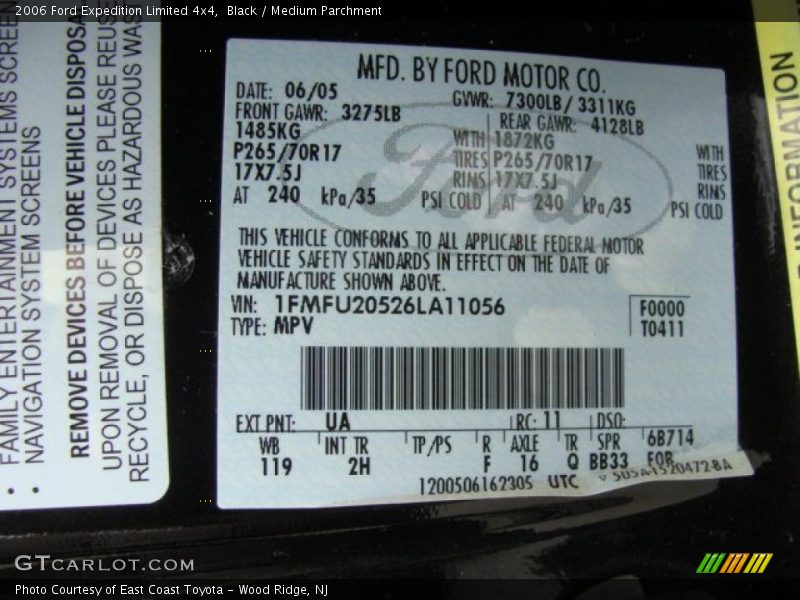 2006 Ford Expedition Limited 4x4, Black / Medium Parchment
FAMILY ENTERTAINMENT SYSTEMS SCREEN
NAVIGATION SYSTEM SCREENS
REMOVE DEVICES BEFORE VEHICLE DISPOSA
UPON REMOVAL OF DEVICES PLEASE REUSE
RECYCLE, OR DISPOSE AS HAZARDOUS WAS
INFORMATION
MFD. BY FORD MOTOR CO.
DATE: 06/05 GVWR: 7300LB/ 3311KG
FRONT GAWR: 3275LB REAR GAWR: 4128LB
1485KG WITH 1872KG WITH
P265/70R17 TIRES P265/70R17 TIRES
17X7.5J RIMS 17X7.5J RIMS
AT 240 kPa/35 PSI COLD AT 240 kPa/35 PSI COLD
Ford
THIS VEHICLE CONFORMS TO ALL APPLICABLE FEDERAL MOTOR
VEHICLE SAFETY STANDARDS IN EFFECT ON THE DATE OF
MANUFACTURE SHOWN ABOVE.
VIN: 1FMFU20526LA11056 F0000
TYPE: MPV T0411
EXT PNT: UA RC: 11 DSO:
WB INT TR TP/PS R AXLE TR SPR 6B714
119 2H F 16 Q BB33 FOB
1200506162305 UTC 5U5A-1520472-BA
GTCARLOT.COM
Photo Courtesy of East Coast Toyota – Wood Ridge, NJ